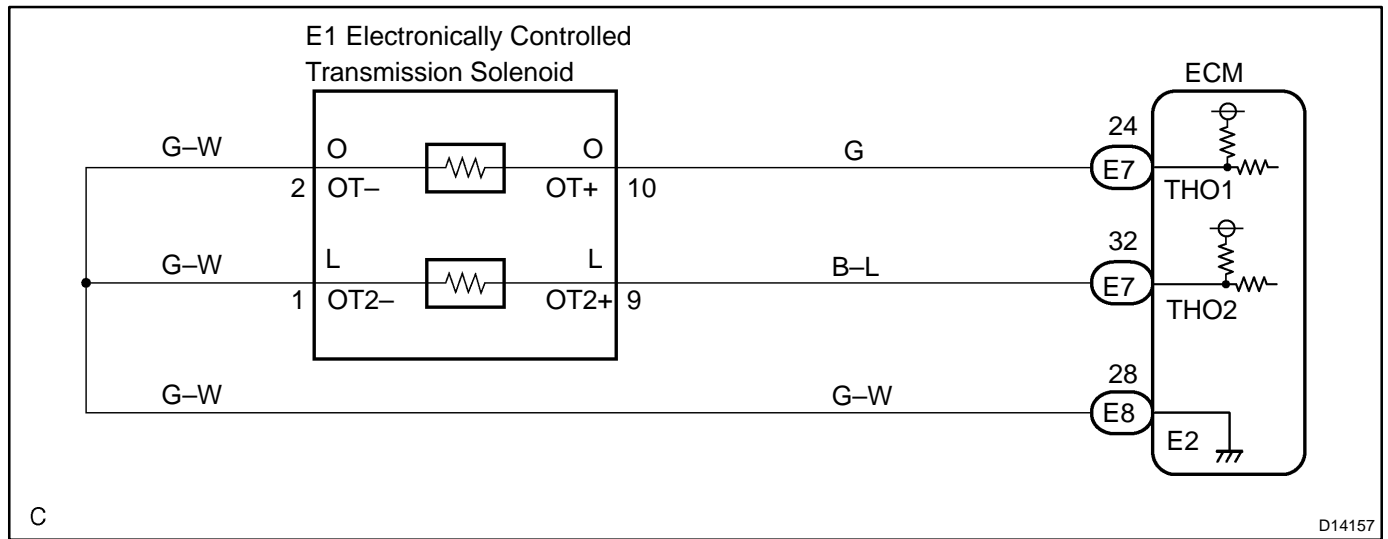 E1 Electronically Controlled
Transmission Solenoid
ECM
G–W
O
O
G
24
E7
2
OT–
OT+
10
THO1
G–W
L
L
B–L
32
E7
1
OT2–
OT2+
9
THO2
G–W
G–W
28
E8
E2
C
D14157